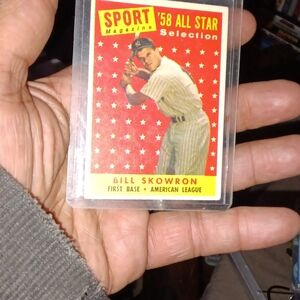 SPORT '58 ALL STAR
Magazine Selection
BILL SKOWRON
FIRST BASE • AMERICAN LEAGUE